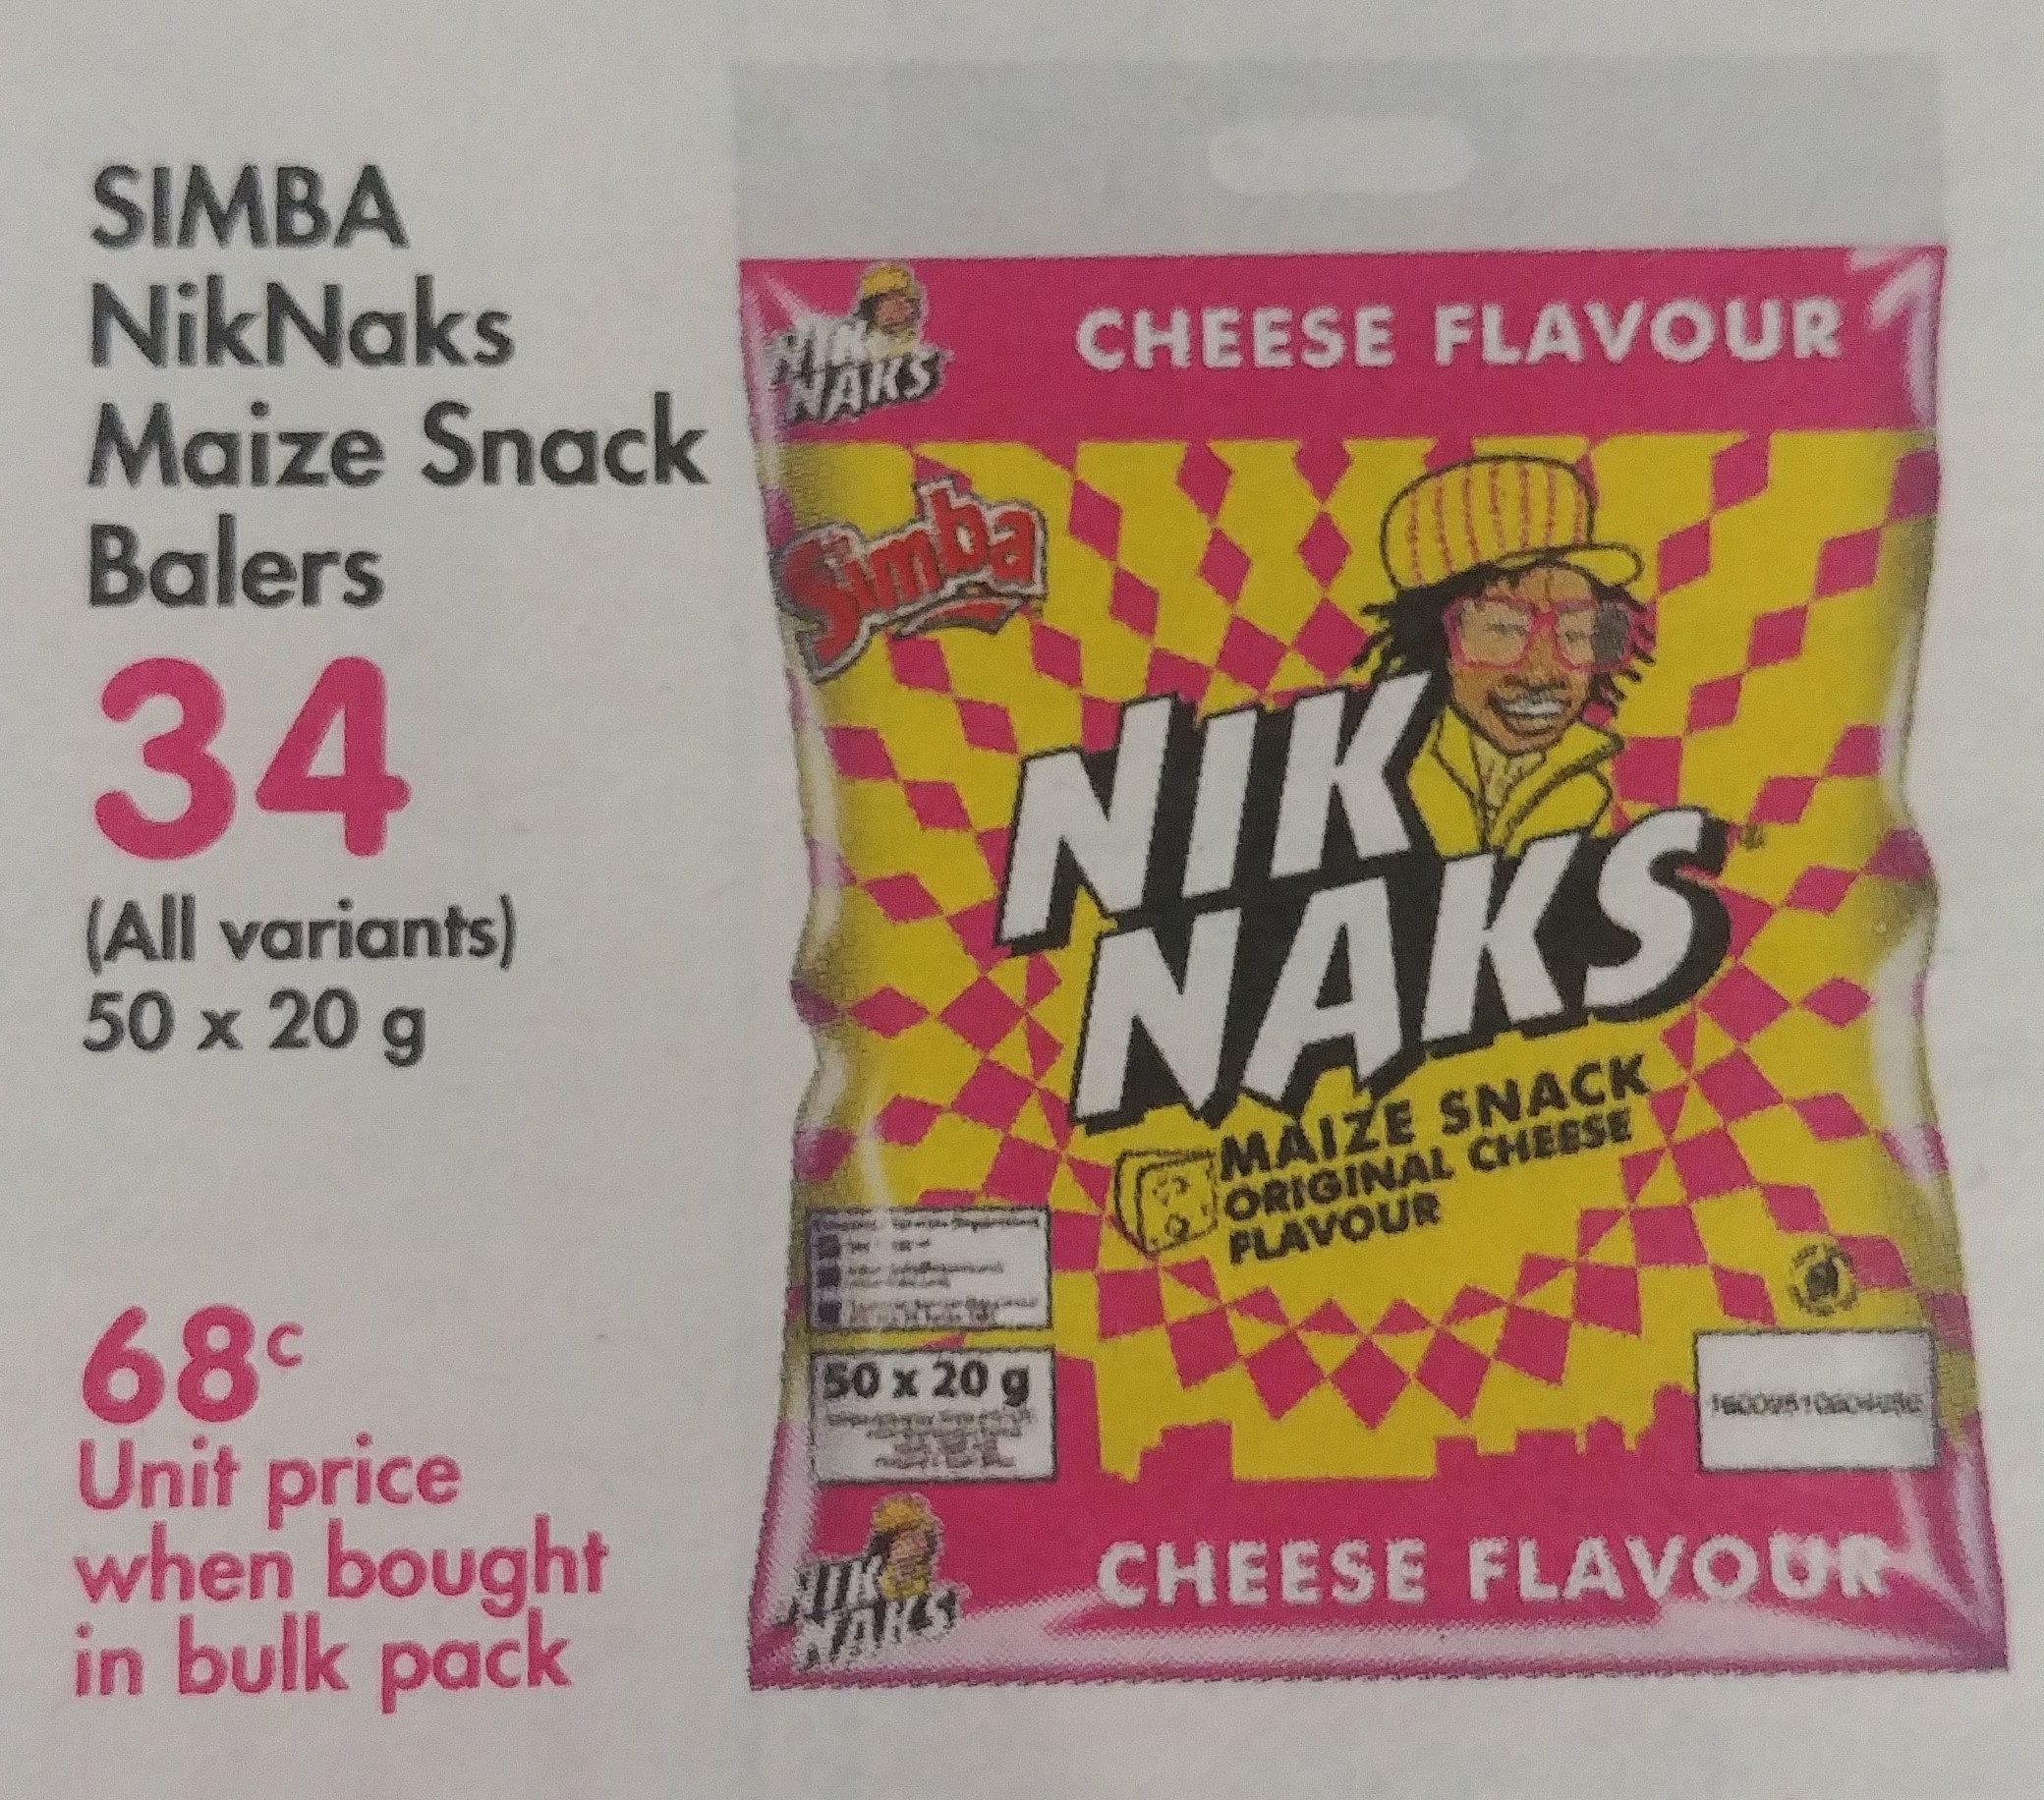 SIMBA
NikNaks
Maize Snack
Balers
34
(All variants)
50 x 20 g
68c
Unit price
when bought
in bulk pack
NIK
NAKS
CHEESE FLAVOUR
Simba
NIK
NAKS
MAIZE SNACK
ORIGINAL CHEESE
FLAVOUR
50 x 20 g
NIK
NAKS
CHEESE FLAVOUR